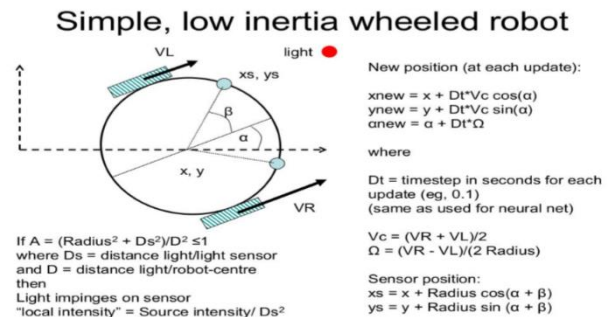 Simple, low inertia wheeled robot
VL
light
xs, ys
β
α
x, y
VR
If A = (Radius² + Ds²)/D² ≤1
where Ds = distance light/light sensor
and D = distance light/robot-centre
then
Light impinges on sensor
"local intensity" = Source intensity/ Ds²
New position (at each update):
xnew = x + Dt*Vc cos(α)
ynew = y + Dt*Vc sin(α)
αnew = α + Dt*Ω
where
Dt = timestep in seconds for each
update (eg, 0.1)
(same as used for neural net)
Vc = (VR + VL)/2
Ω = (VR - VL)/(2 Radius)
Sensor position:
xs = x + Radius cos(α + β)
ys = y + Radius sin (α + β)